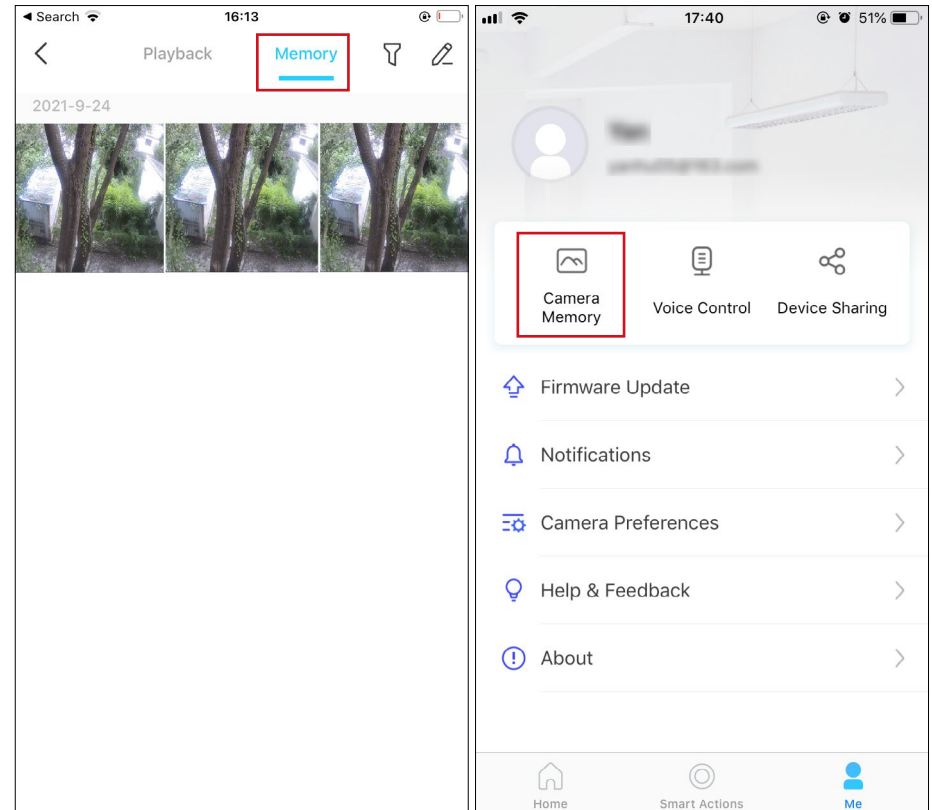 Search
16:13
Playback
Memory
2021-9-24
17:40
51%
Camera
Memory
Voice Control
Device Sharing
Firmware Update
Notifications
Camera Preferences
Help & Feedback
About
Home
Smart Actions
Me